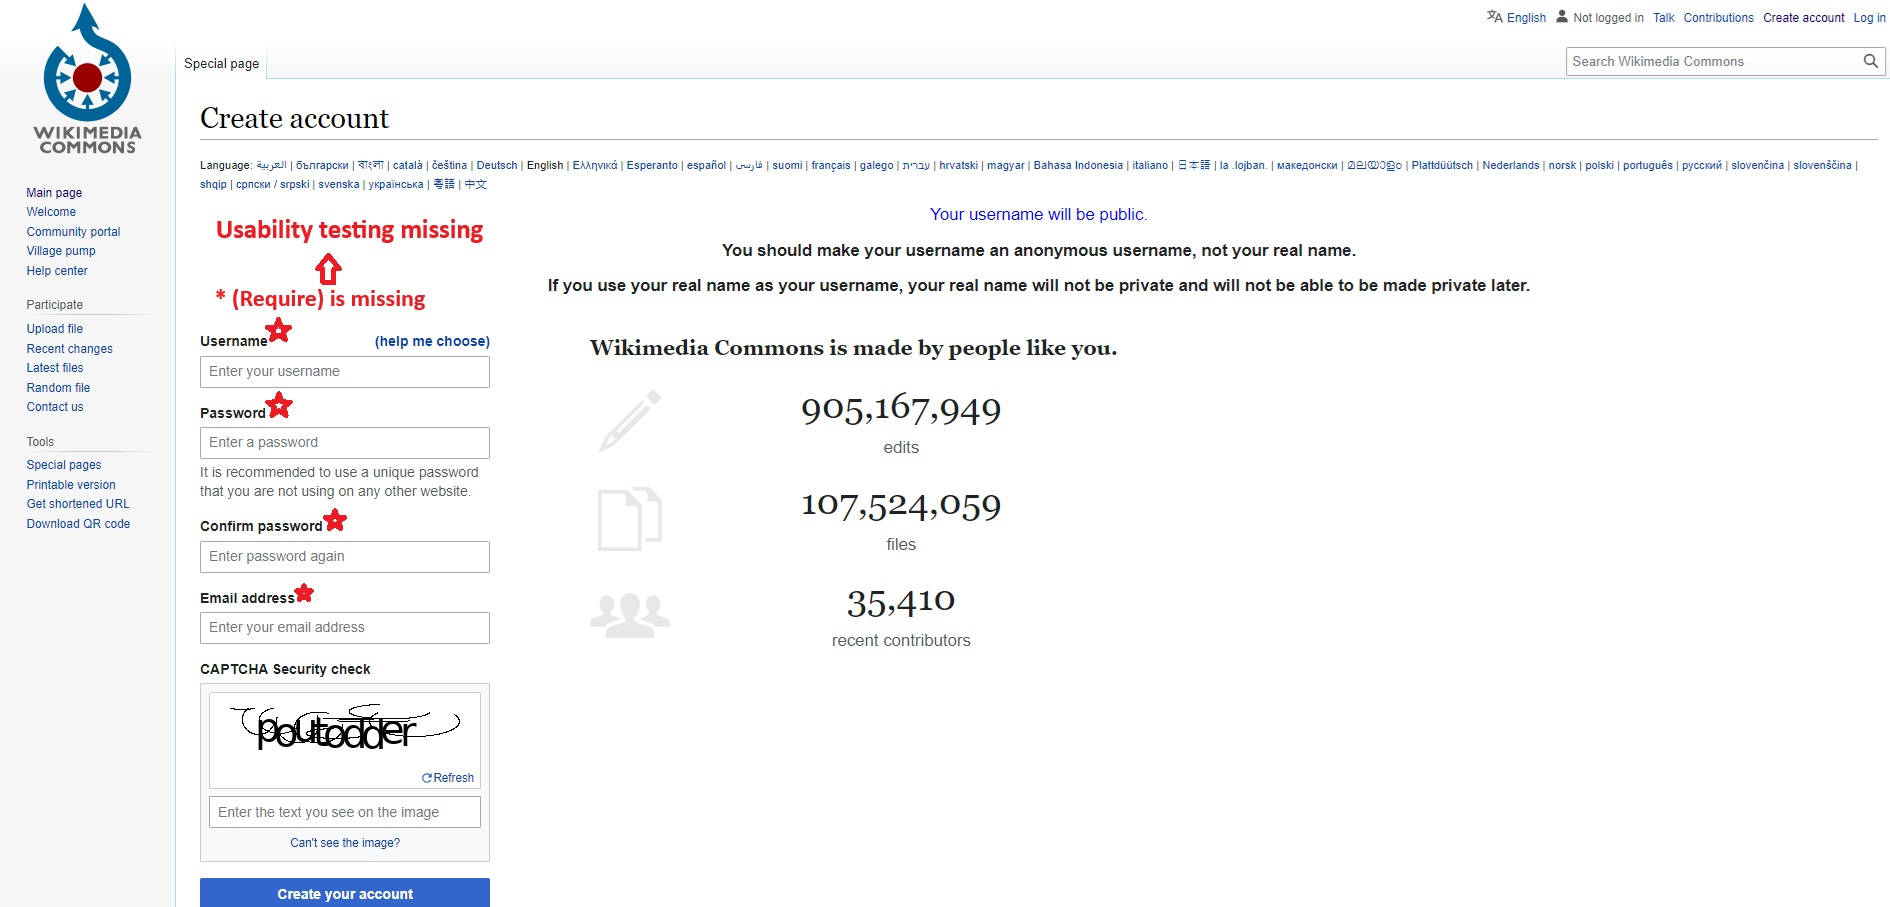 English Not logged in Talk Contributions Create account Log in
Special page
Search Wikimedia Commons
WIKIMEDIA
COMMONS
Main page
Welcome
Community portal
Village pump
Help center
Participate
Upload file
Recent changes
Latest files
Random file
Contact us
Tools
Special pages
Printable version
Get shortened URL
Download QR code
Create account
Language: العربية | български | বাংলা | català | čeština | Deutsch | English | Ελληνικά | Esperanto | español | فارسی | suomi | français | galego | עברית | hrvatski | magyar | Bahasa Indonesia | italiano | 日本語 | la .lojban. | македонски | മലയാളം | Plattdüütsch | Nederlands | norsk | polski | português | русский | slovenčina | slovenščina |
shqip | српски / srpski | svenska | українська | 粵語 | 中文
Usability testing missing
* (Require) is missing
Username (help me choose)
Enter your username
Password
Enter a password
It is recommended to use a unique password
that you are not using on any other website.
Confirm password
Enter password again
Email address
Enter your email address
CAPTCHA Security check
poutodder
Refresh
Enter the text you see on the image
Can't see the image?
Create your account
Your username will be public.
You should make your username an anonymous username, not your real name.
If you use your real name as your username, your real name will not be private and will not be able to be made private later.
Wikimedia Commons is made by people like you.
905,167,949
edits
107,524,059
files
35,410
recent contributors